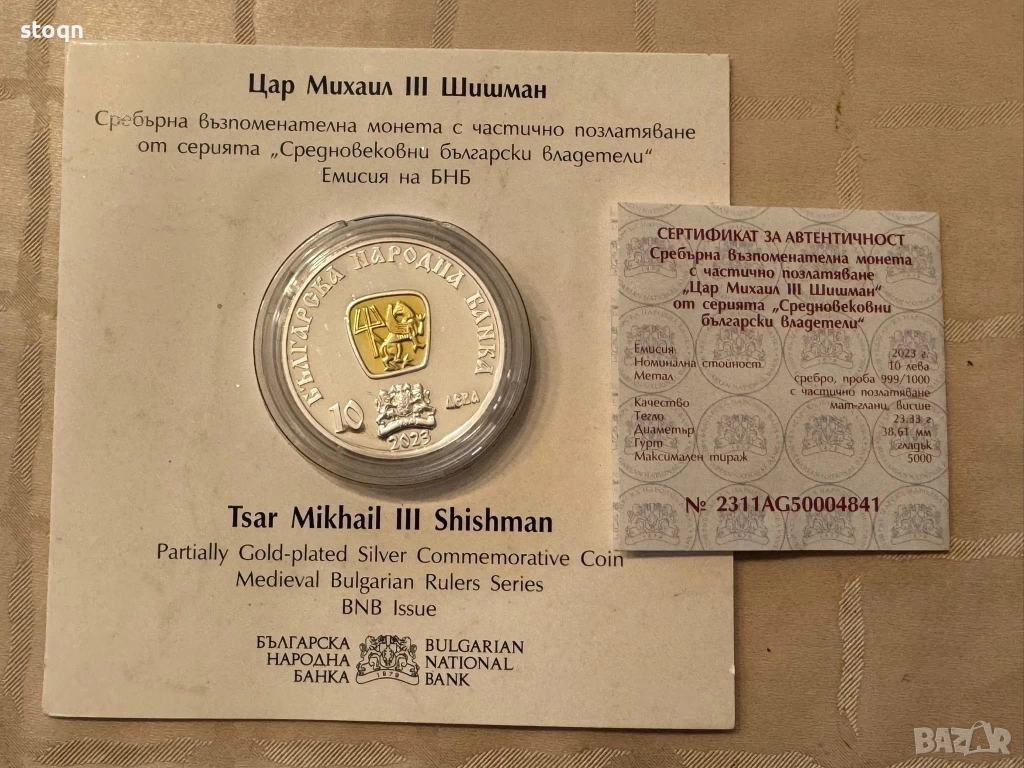 stoqn
Цар Михаил III Шишман
Сребърна възпоменателна монета с частично позлатяване
от серията „Средновековни български владетели“
Емисия на БНБ
БЪЛГАРСКА НАРОДНА БАНКА
10
ЛЕВА
2023
Tsar Mikhail III Shishman
Partially Gold-plated Silver Commemorative Coin
Medieval Bulgarian Rulers Series
BNB Issue
БЪЛГАРСКА
НАРОДНА
БАНКА
1879
BULGARIAN
NATIONAL
BANK
СЕРТИФИКАТ ЗА АВТЕНТИЧНОСТ
Сребърна възпоменателна монета
с частично позлатяване
„Цар Михаил III Шишман“
от серията „Средновековни
български владетели“
Емисия 2023 г.
Номинална стойност 10 лева
Метал сребро, проба 999/1000
с частично позлатяване
Качество мат-гланц, висше
Тегло 23.33 г
Диаметър 38.61 мм
Гурт гладък
Максимален тираж 5000
№ 2311AG50004841
BAZAR